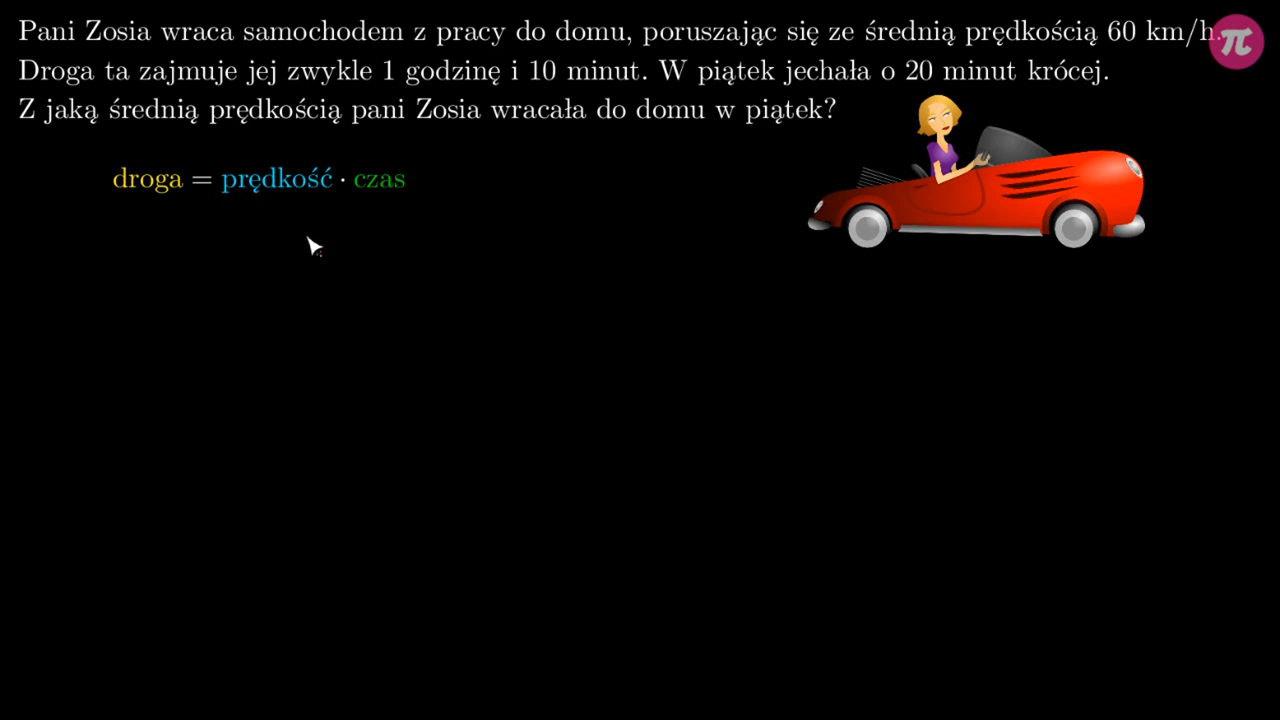 Pani Zosia wraca samochodem z pracy do domu, poruszając się ze średnią prędkością 60 km/h.
Droga ta zajmuje jej zwykle 1 godzinę i 10 minut. W piątek jechała o 20 minut krócej.
Z jaką średnią prędkością pani Zosia wracała do domu w piątek?
droga = prędkość · czas
π